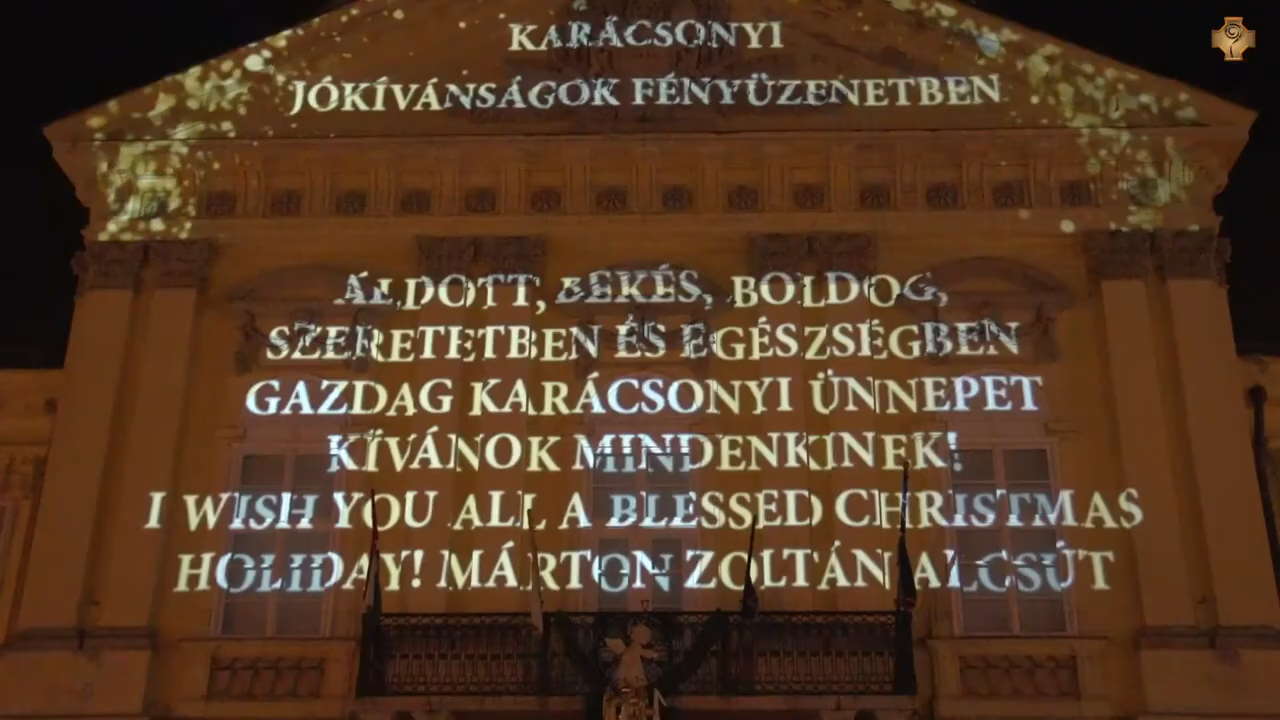 KARÁCSONYI
JÓKÍVÁNSÁGOK FÉNYÜZENETBEN
ÁLDOTT, BÉKÉS, BOLDOG,
SZERETETBEN ÉS EGÉSZSÉGBEN
GAZDAG KARÁCSONYI ÜNNEPET
KÍVÁNOK MINDENKINEK!
I WISH YOU ALL A BLESSED CHRISTMAS
HOLIDAY! MÁRTON ZOLTÁN ALCSÚT